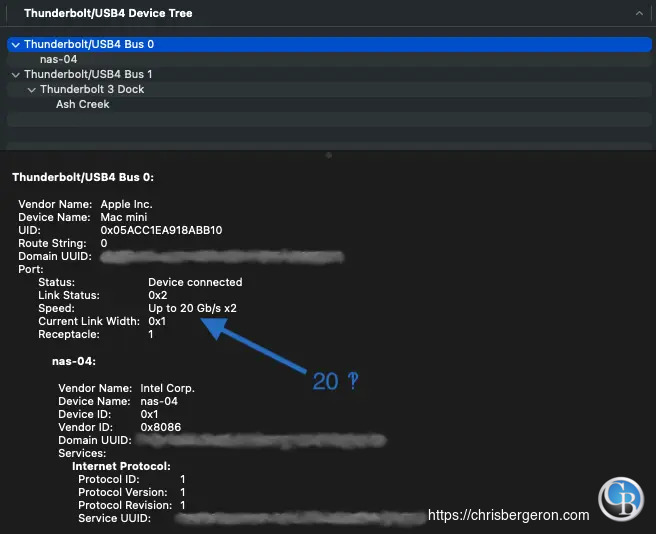 Thunderbolt/USB4 Device Tree
Thunderbolt/USB4 Bus 0
nas-04
Thunderbolt/USB4 Bus 1
Thunderbolt 3 Dock
Ash Creek
Thunderbolt/USB4 Bus 0:
Vendor Name: Apple Inc.
Device Name: Mac mini
UID: 0x05ACC1EA918ABB10
Route String: 0
Domain UUID:
Port:
Status: Device connected
Link Status: 0x2
Speed: Up to 20 Gb/s x2
Current Link Width: 0x1
Receptacle: 1
20 ‽
nas-04:
Vendor Name: Intel Corp.
Device Name: nas-04
Device ID: 0x1
Vendor ID: 0x8086
Domain UUID:
Services:
Internet Protocol:
Protocol ID: 1
Protocol Version: 1
Protocol Revision: 1
Service UUID:
https://chrisbergeron.com
CB